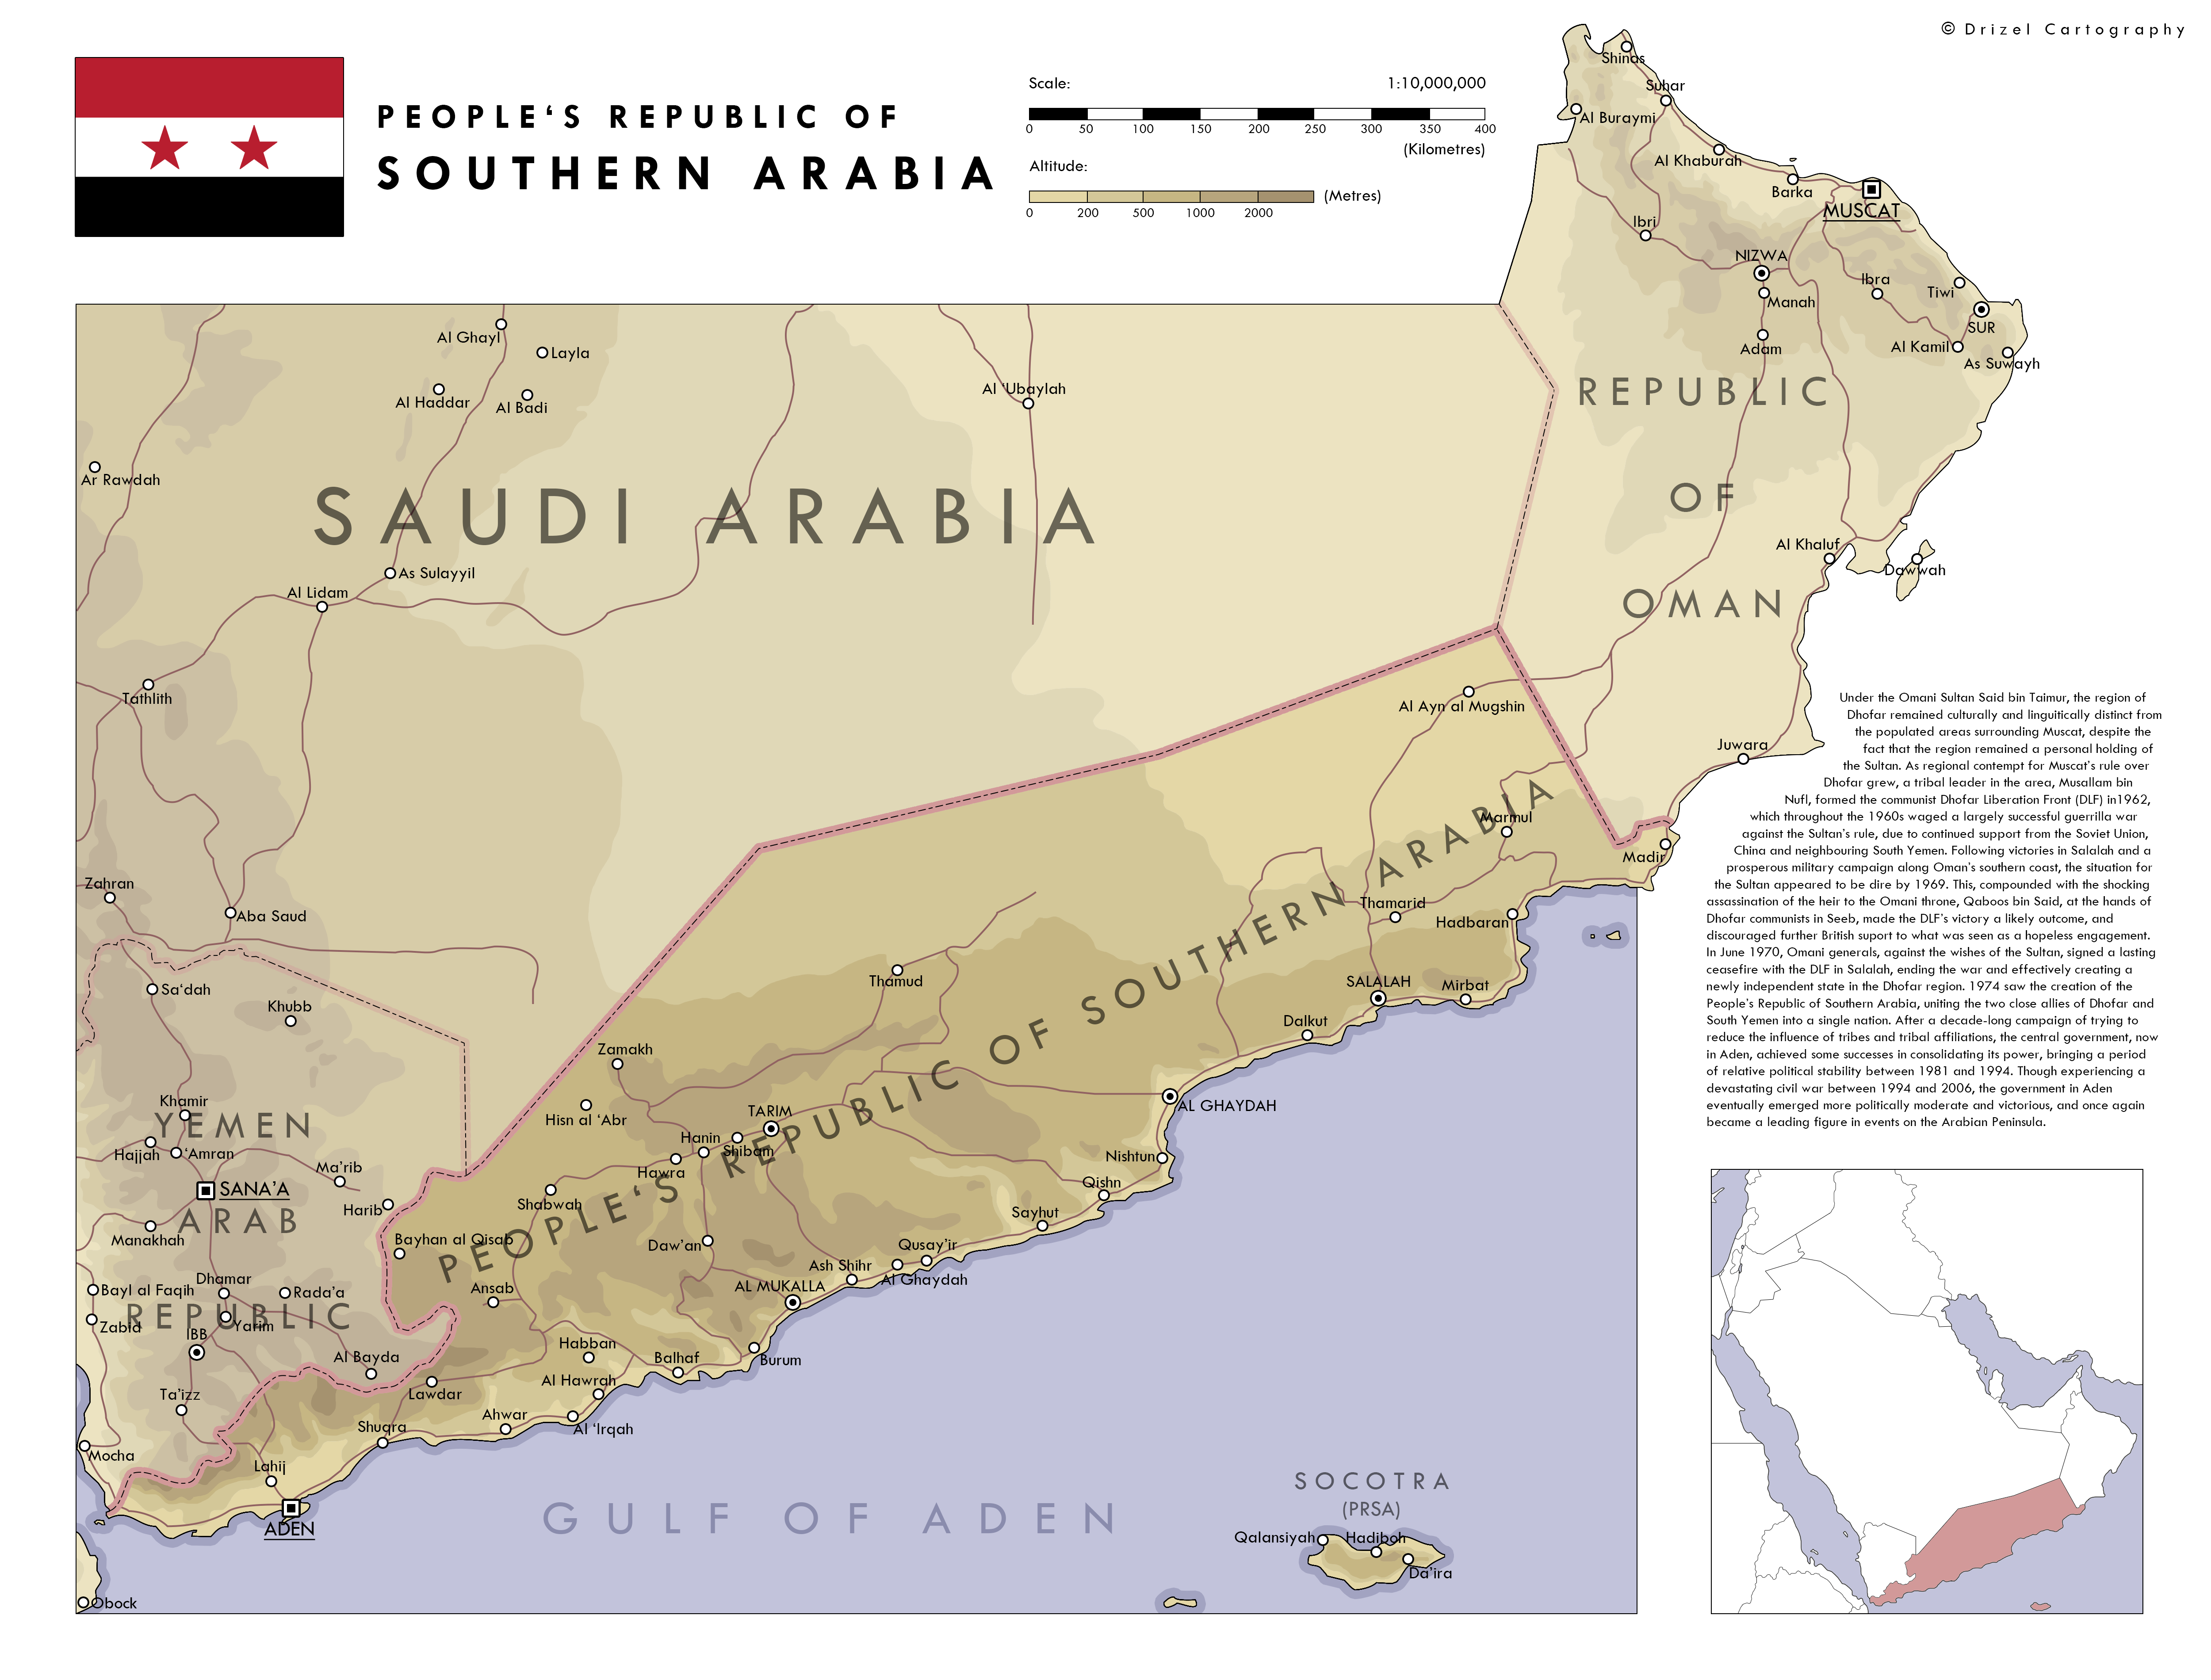 © Drizel Cartography
PEOPLE‘S REPUBLIC OF
SOUTHERN ARABIA
Scale:
1:10,000,000
0 50 100 150 200 250 300 350 400
(Kilometres)
Altitude:
(Metres)
0 200 500 1000 2000
Shinas
Suhar
Al Buraymi
Al Khaburah
Barka
MUSCAT
Ibri
NIZWA
Ibra
Tiwi
Manah
SUR
Adam
Al Kamil
As Suwayh
REPUBLIC
OF
OMAN
Al Khaluf
Dawwah
Juwara
Al Ghayl
Layla
Al Haddar
Al Badi
Al ‘Ubaylah
Ar Rawdah
SAUDI ARABIA
As Sulayyil
Al Lidam
Tathlith
Zahran
Aba Saud
Al Ayn al Mugshin
Marmul
Madir
Thamarid
Hadbaran
SALALAH
Mirbat
Dalkut
Thamud
Zamakh
Hisn al ‘Abr
TARIM
Hanin
Shibam
Hawra
Shabwah
AL GHAYDAH
Nishtun
Qishn
Sayhut
Daw’an
Qusay’ir
Ash Shihr
Al Ghaydah
AL MUKALLA
Bayhan al Qisab
Ansab
Habban
Balhaf
Burum
Al Hawrah
Lawdar
Ahwar
Al ‘Irqah
Shuqra
Lahij
ADEN
PEOPLE‘S REPUBLIC OF SOUTHERN ARABIA
Sa‘dah
Khubb
Khamir
YEMEN
Hajjah
‘Amran
Ma’rib
SANA’A
Harib
ARAB
Manakhah
Dhamar
Bayl al Faqih
Rada’a
REPUBLIC
Zabid
Yarim
IBB
Al Bayda
Ta’izz
Mocha
Obock
GULF OF ADEN
SOCOTRA
(PRSA)
Qalansiyah
Hadiboh
Da’ira
Under the Omani Sultan Said bin Taimur, the region of
Dhofar remained culturally and linguitically distinct from
the populated areas surrounding Muscat, despite the
fact that the region remained a personal holding of
the Sultan. As regional contempt for Muscat’s rule over
Dhofar grew, a tribal leader in the area, Musallam bin
Nufl, formed the communist Dhofar Liberation Front (DLF) in1962,
which throughout the 1960s waged a largely successful guerrilla war
against the Sultan’s rule, due to continued support from the Soviet Union,
China and neighbouring South Yemen. Following victories in Salalah and a
prosperous military campaign along Oman’s southern coast, the situation for
the Sultan appeared to be dire by 1969. This, compounded with the shocking
assassination of the heir to the Omani throne, Qaboos bin Said, at the hands of
Dhofar communists in Seeb, made the DLF’s victory a likely outcome, and
discouraged further British suport to what was seen as a hopeless engagement.
In June 1970, Omani generals, against the wishes of the Sultan, signed a lasting
ceasefire with the DLF in Salalah, ending the war and effectively creating a
newly independent state in the Dhofar region. 1974 saw the creation of the
People’s Republic of Southern Arabia, uniting the two close allies of Dhofar and
South Yemen into a single nation. After a decade-long campaign of trying to
reduce the influence of tribes and tribal affiliations, the central government, now
in Aden, achieved some successes in consolidating its power, bringing a period
of relative political stability between 1981 and 1994. Though experiencing a
devastating civil war between 1994 and 2006, the government in Aden
eventually emerged more politically moderate and victorious, and once again
became a leading figure in events on the Arabian Peninsula.